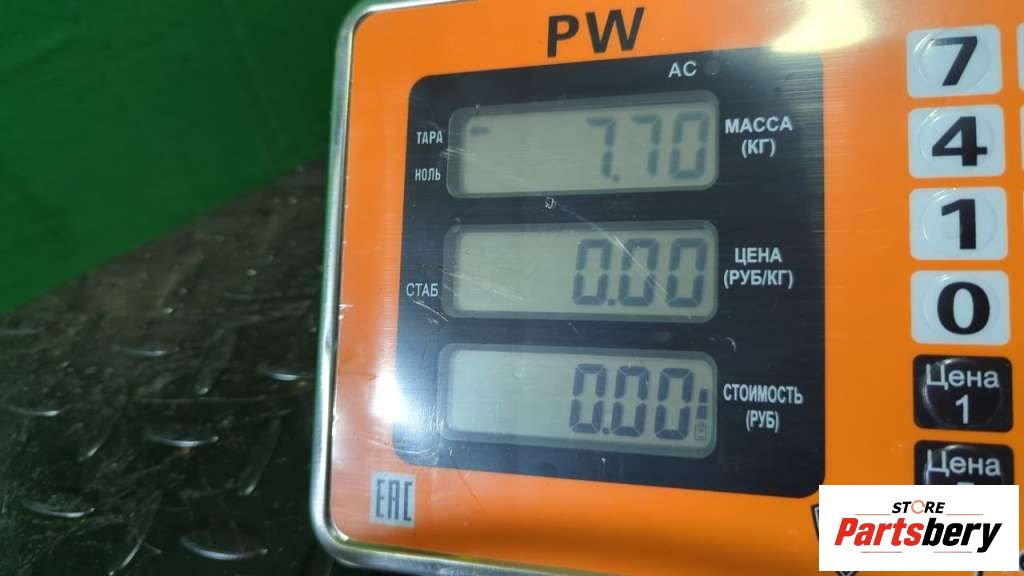 PW
AC
ТАРА
НОЛЬ
- 7.70
МАССА
(КГ)
СТАБ
0.00
ЦЕНА
(РУБ/КГ)
0.00
СТОИМОСТЬ
(РУБ)
EAC
7
4
1
0
Цена
1
Цена
STORE
Partsbery